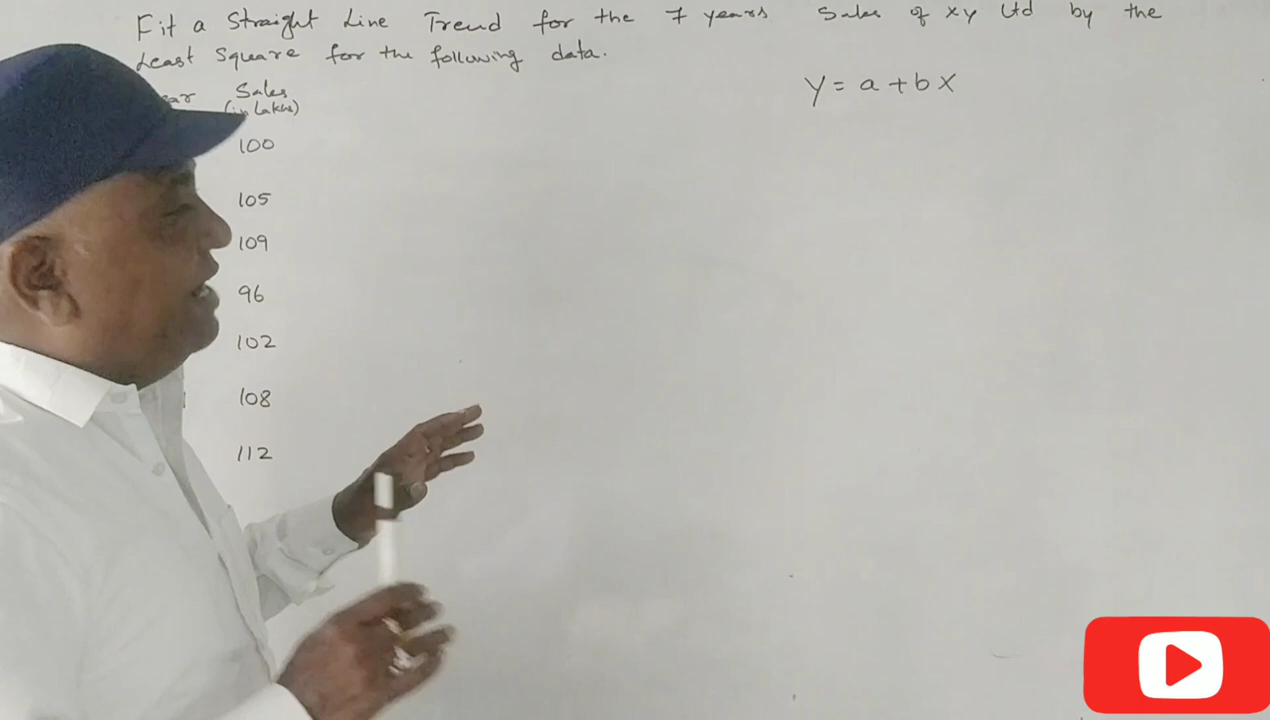 Fit a Straight Line Trend for the 7 years Sales of xy Ltd by the
Least Square for the following data.
Sales
y = a + b x
(in Lakhs)
100
105
109
96
102
108
112